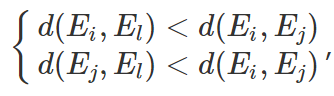 d(E_i, E_l) < d(E_i, E_j)
d(E_j, E_l) < d(E_i, E_j) ,